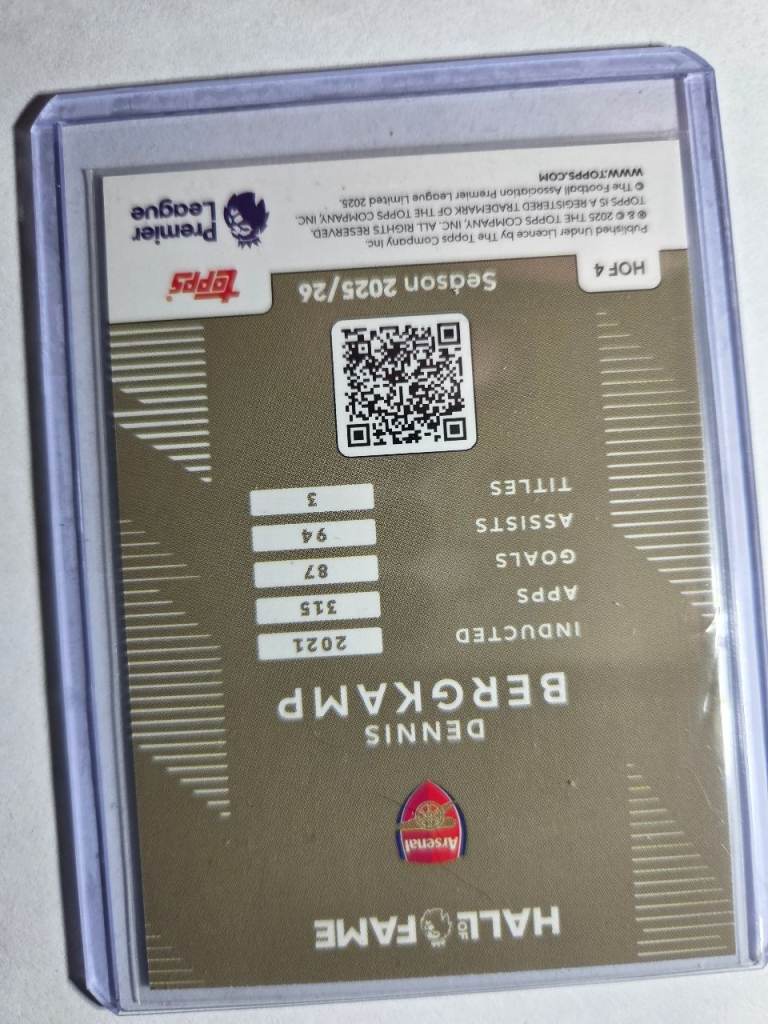 HALL OF FAME
Arsenal
DENNIS
BERGKAMP
INDUCTED 2021
APPS 315
GOALS 87
ASSISTS 94
TITLES 3
HOF 4
Season 2025/26
topps
Published Under Licence by The Topps Company Inc.
® & © 2025 THE TOPPS COMPANY, INC. ALL RIGHTS RESERVED.
TOPPS IS A REGISTERED TRADEMARK OF THE TOPPS COMPANY, INC.
© The Football Association Premier League Limited 2025.
WWW.TOPPS.COM
Premier
League